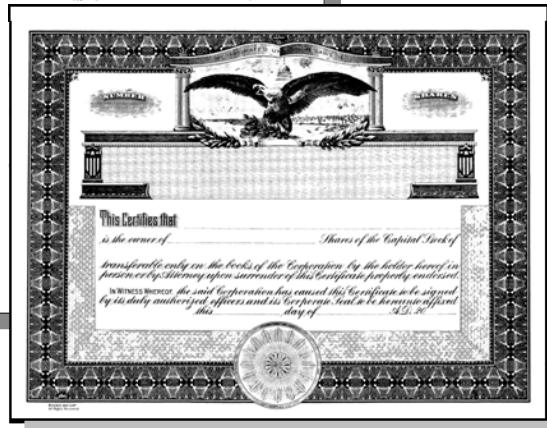 NUMBER
SHARES
This Certifies that
is the owner of Shares of the Capital Stock of
transferable only on the books of the Corporation by the holder hereof in
person or by Attorney upon surrender of this Certificate properly endorsed.
IN WITNESS WHEREOF, the said Corporation has caused this Certificate to be signed
by its duly authorized officers and its Corporate Seal to be hereunto affixed
this day of A.D. 20
All Rights Reserved